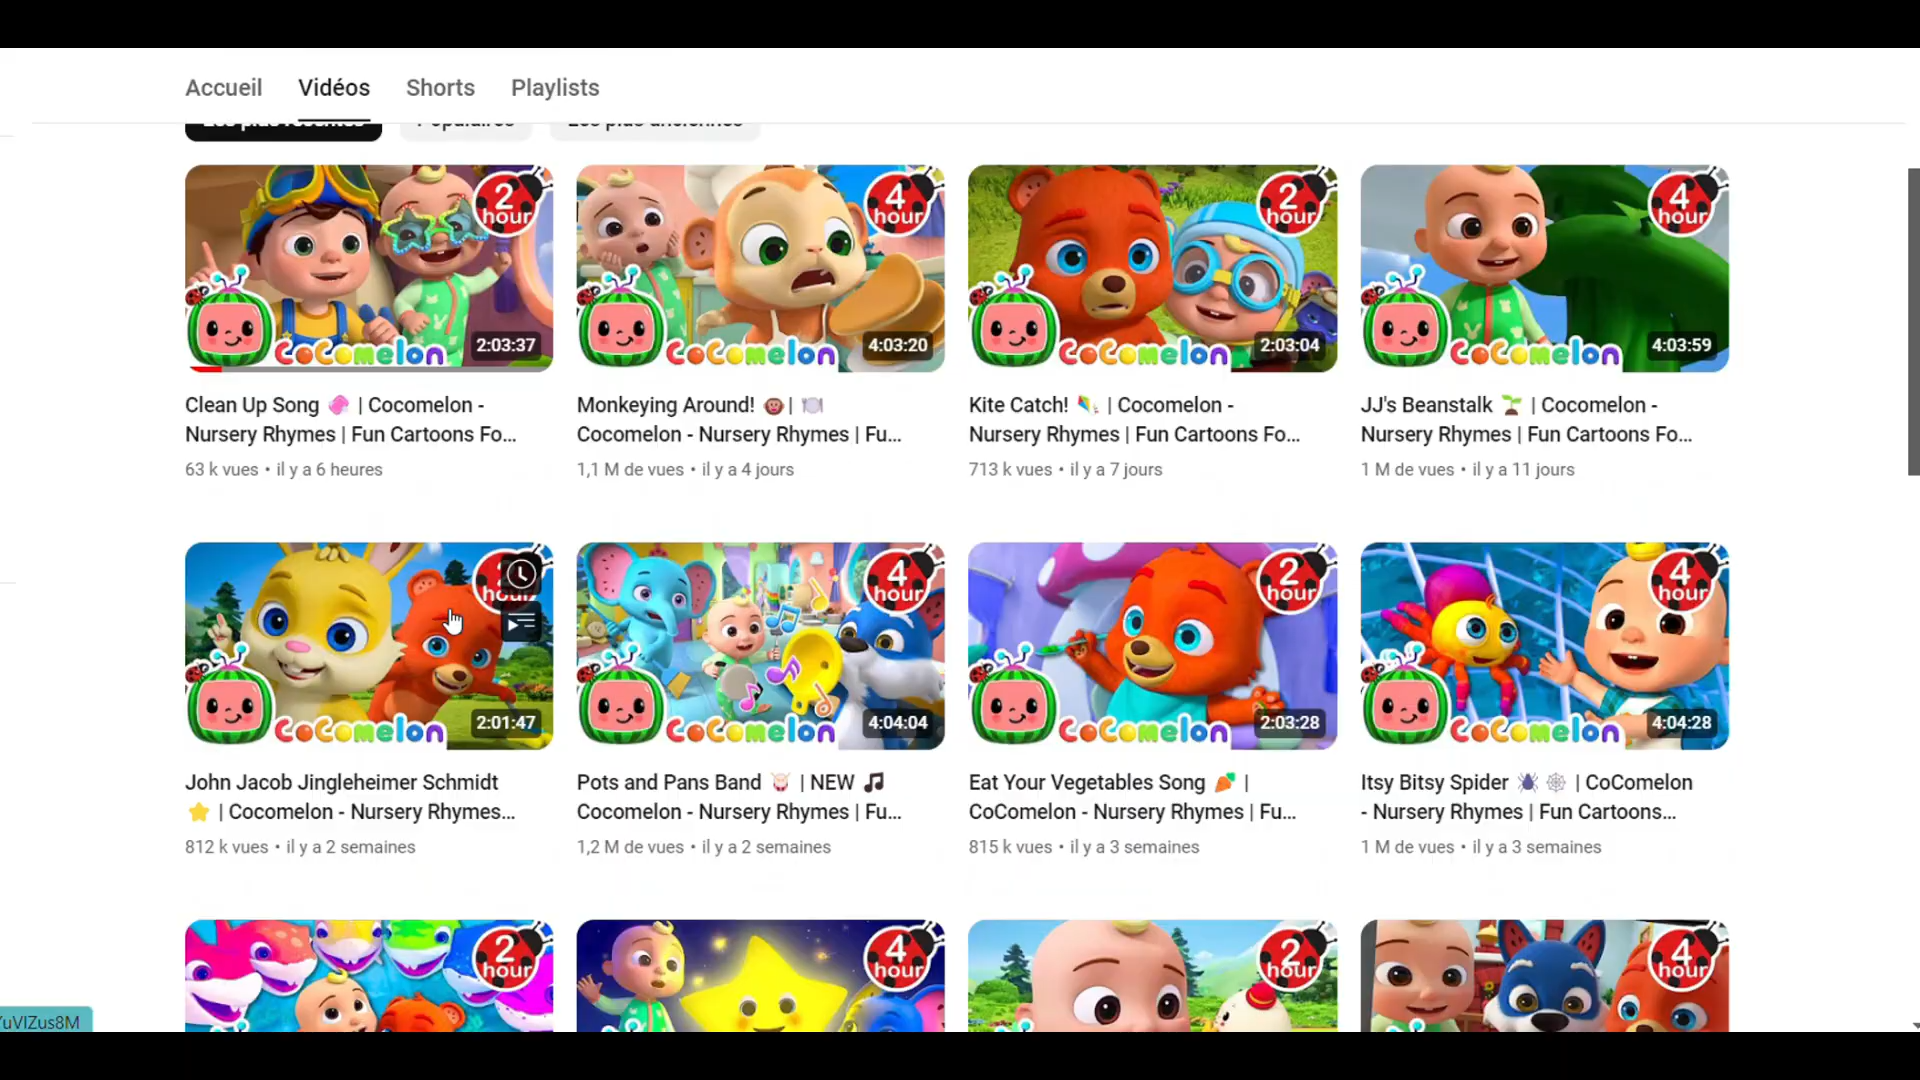 Accueil Vidéos Shorts Playlists
Les plus récentes Populaires Les plus anciennes
2 hour
CoComelon
2:03:37
4 hour
CoComelon
4:03:20
2 hour
CoComelon
2:03:04
4 hour
CoComelon
4:03:59
Clean Up Song 🧼 | Cocomelon -
Nursery Rhymes | Fun Cartoons Fo...
63 k vues • il y a 6 heures
Monkeying Around! 🐵| 🍽️
Cocomelon - Nursery Rhymes | Fu...
1,1 M de vues • il y a 4 jours
Kite Catch! 🪁 | Cocomelon -
Nursery Rhymes | Fun Cartoons Fo...
713 k vues • il y a 7 jours
JJ's Beanstalk 🌱 | Cocomelon -
Nursery Rhymes | Fun Cartoons Fo...
1 M de vues • il y a 11 jours
hour
CoComelon
2:01:47
4 hour
CoComelon
4:04:04
2 hour
CoComelon
2:03:28
4 hour
CoComelon
4:04:28
John Jacob Jingleheimer Schmidt
⭐ | Cocomelon - Nursery Rhymes...
812 k vues • il y a 2 semaines
Pots and Pans Band 🥁 | NEW 🎵
Cocomelon - Nursery Rhymes | Fu...
1,2 M de vues • il y a 2 semaines
Eat Your Vegetables Song 🥕 |
CoComelon - Nursery Rhymes | Fu...
815 k vues • il y a 3 semaines
Itsy Bitsy Spider 🕷️ 🕸️ | CoComelon
- Nursery Rhymes | Fun Cartoons...
1 M de vues • il y a 3 semaines
2 hour
4 hour
2 hour
4 hour